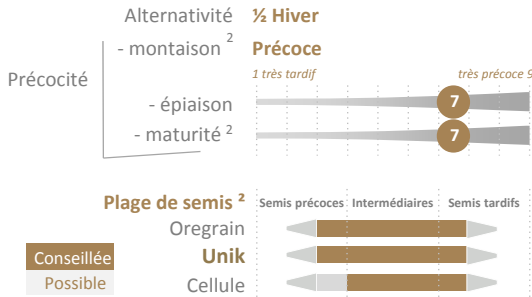 Alternativité ½ Hiver
- montaison ² Précoce
1 très tardif très précoce 9
Précocité
- épiaison 7
- maturité ² 7
Plage de semis ² Semis précoces Intermédiaires Semis tardifs
Oregrain
Conseillée Unik
Possible Cellule